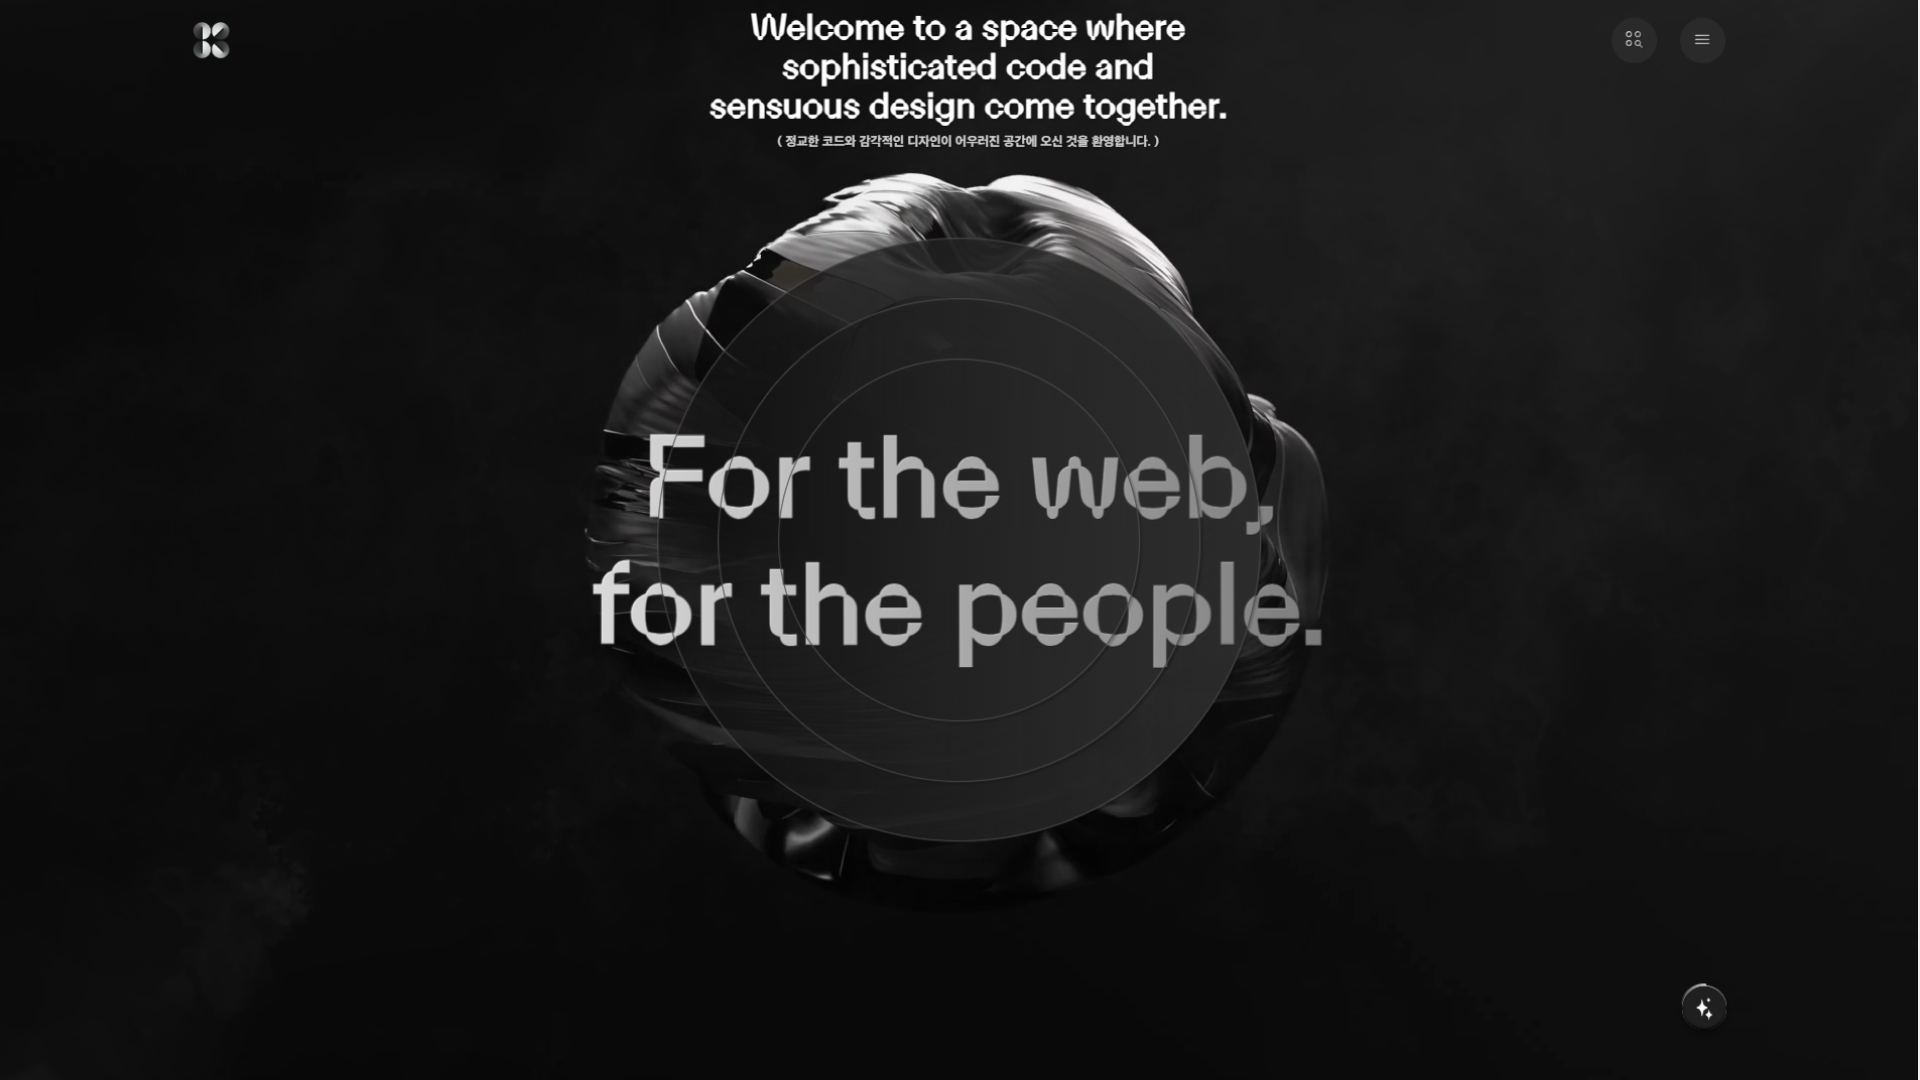 Welcome to a space where
sophisticated code and
sensuous design come together.
( 정교한 코드와 감각적인 디자인이 어우러진 공간에 오신 것을 환영합니다. )
For the web,
for the people.